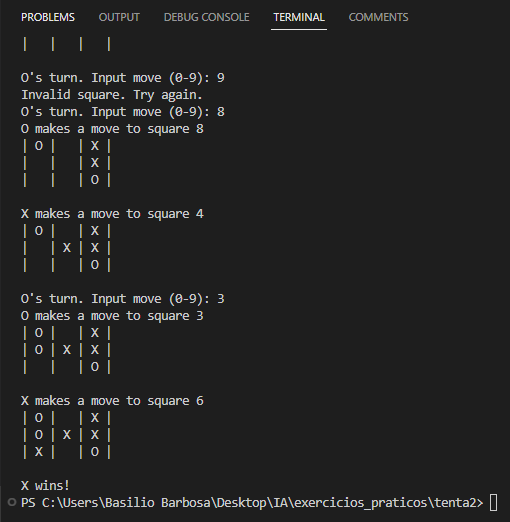 PROBLEMS OUTPUT DEBUG CONSOLE TERMINAL COMMENTS
|   |   |   |
O's turn. Input move (0-9): 9
Invalid square. Try again.
O's turn. Input move (0-9): 8
O makes a move to square 8
| O |   | X |
|   |   | X |
|   |   | O |
X makes a move to square 4
| O |   | X |
|   | X | X |
|   |   | O |
O's turn. Input move (0-9): 3
O makes a move to square 3
| O |   | X |
| O | X | X |
|   |   | O |
X makes a move to square 6
| O |   | X |
| O | X | X |
| X |   | O |
X wins!
PS C:\Users\Basilio Barbosa\Desktop\IA\exercicios_praticos\tenta2>